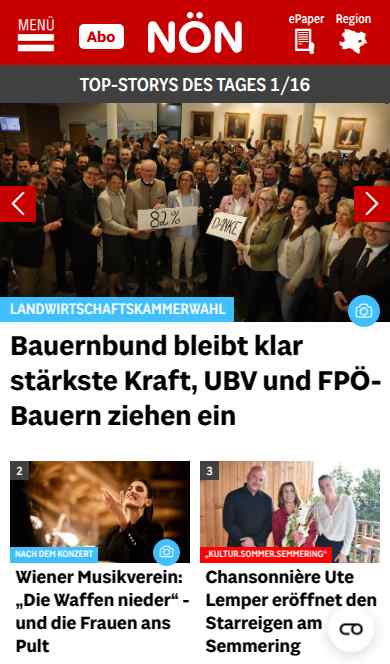 MENÜ
Abo
NÖN
ePaper
Region
TOP-STORYS DES TAGES 1/16
82%
DANKE
LANDWIRTSCHAFTSKAMMERWAHL
Bauernbund bleibt klar
stärkste Kraft, UBV und FPÖ-
Bauern ziehen ein
2
NACH DEM KONZERT
Wiener Musikverein:
„Die Waffen nieder“ -
und die Frauen ans
Pult
3
„KULTUR.SOMMER.SEMMERING“
Chansonnière Ute
Lemper eröffnet den
Starreigen am
Semmering